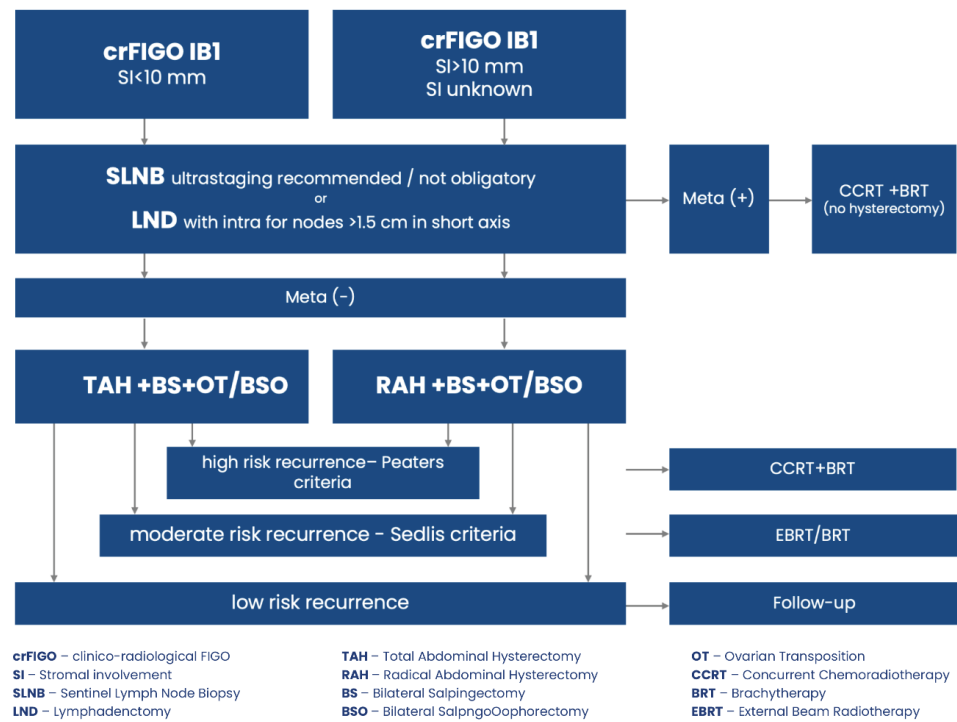 crFIGO IB1
SI<10 mm
crFIGO IB1
SI>10 mm
SI unknown
SLNB ultrastaging recommended / not obligatory
or
LND with intra for nodes >1.5 cm in short axis
Meta (+)
CCRT +BRT
(no hysterectomy)
Meta (-)
TAH +BS+OT/BSO
RAH +BS+OT/BSO
high risk recurrence– Peaters
criteria
CCRT+BRT
moderate risk recurrence - Sedlis criteria
EBRT/BRT
low risk recurrence
Follow-up
crFIGO – clinico-radiological FIGO
SI – Stromal involvement
SLNB – Sentinel Lymph Node Biopsy
LND – Lymphadenctomy
TAH – Total Abdominal Hysterectomy
RAH – Radical Abdominal Hysterectomy
BS – Bilateral Salpingectomy
BSO – Bilateral SalpngoOophorectomy
OT – Ovarian Transposition
CCRT – Concurrent Chemoradiotherapy
BRT – Brachytherapy
EBRT – External Beam Radiotherapy